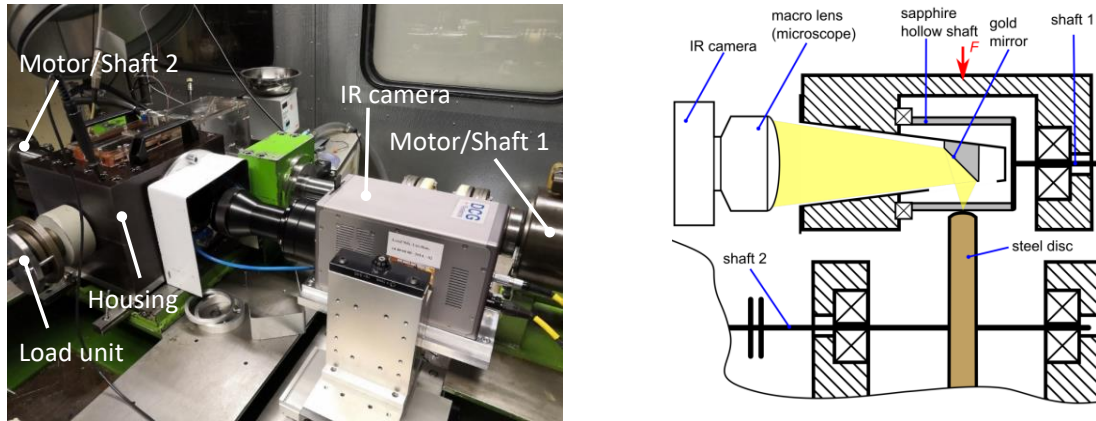 Motor/Shaft 2
IR camera
Motor/Shaft 1
DCG
Housing
Load unit
IR camera
macro lens
(microscope)
sapphire
hollow shaft
F
gold
mirror
shaft 1
steel disc
shaft 2